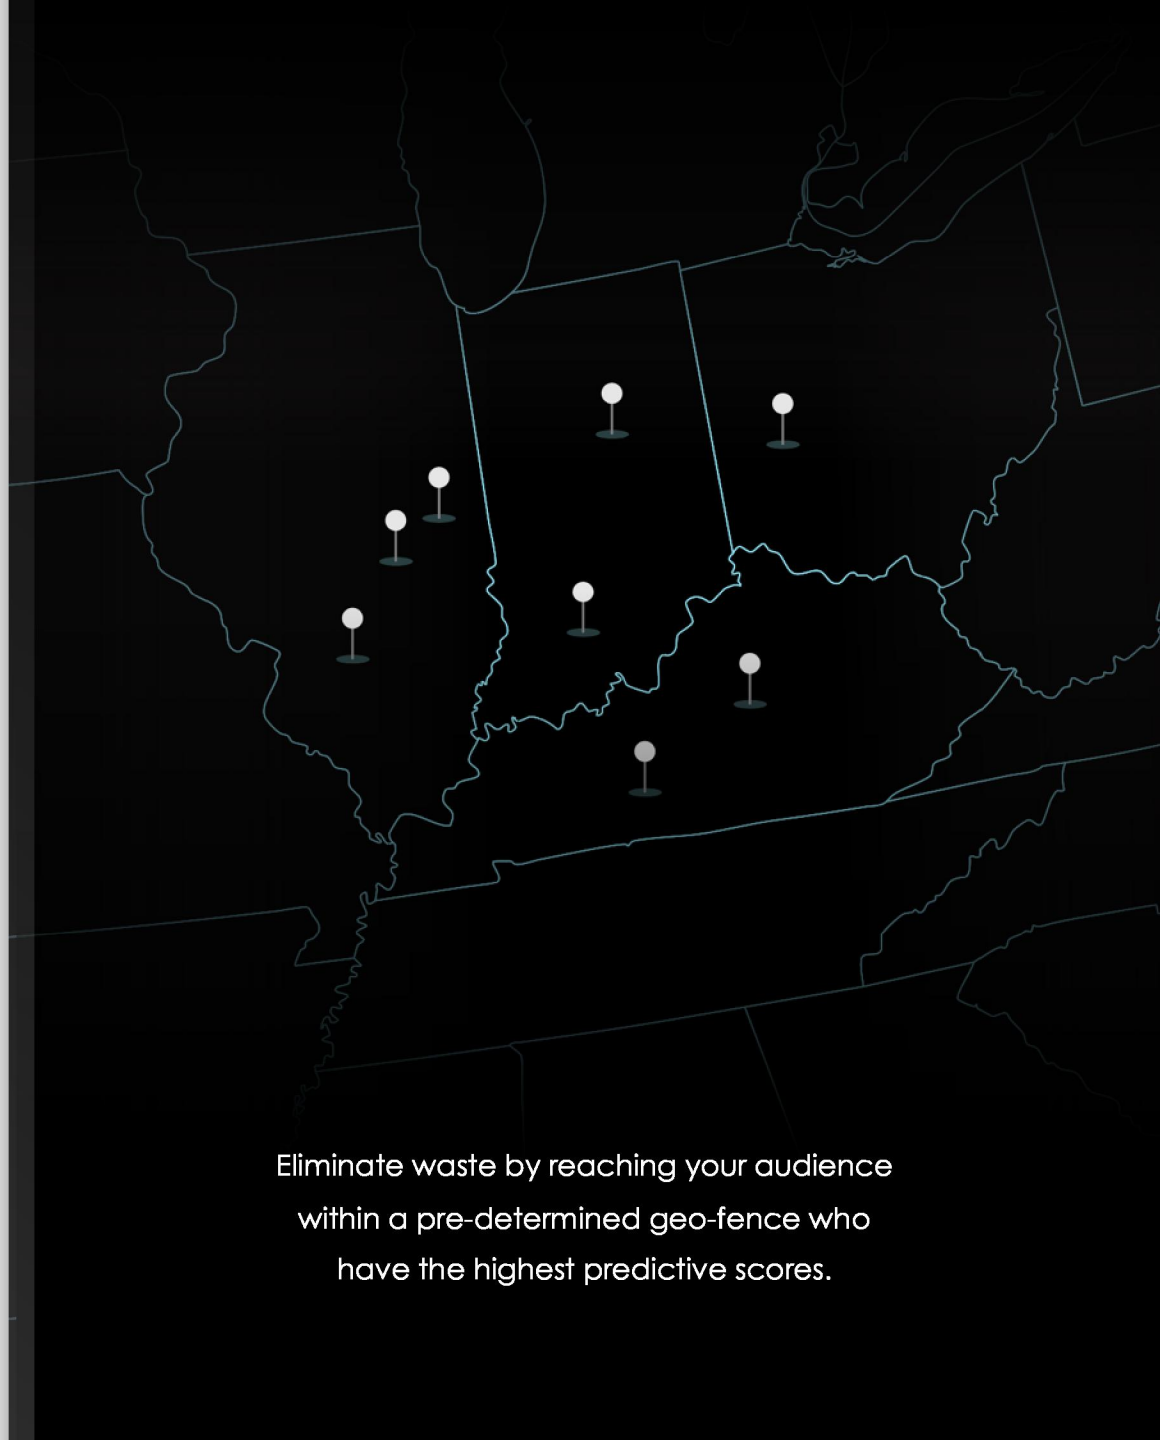 Eliminate waste by reaching your audience
within a pre-determined geo-fence who
have the highest predictive scores.